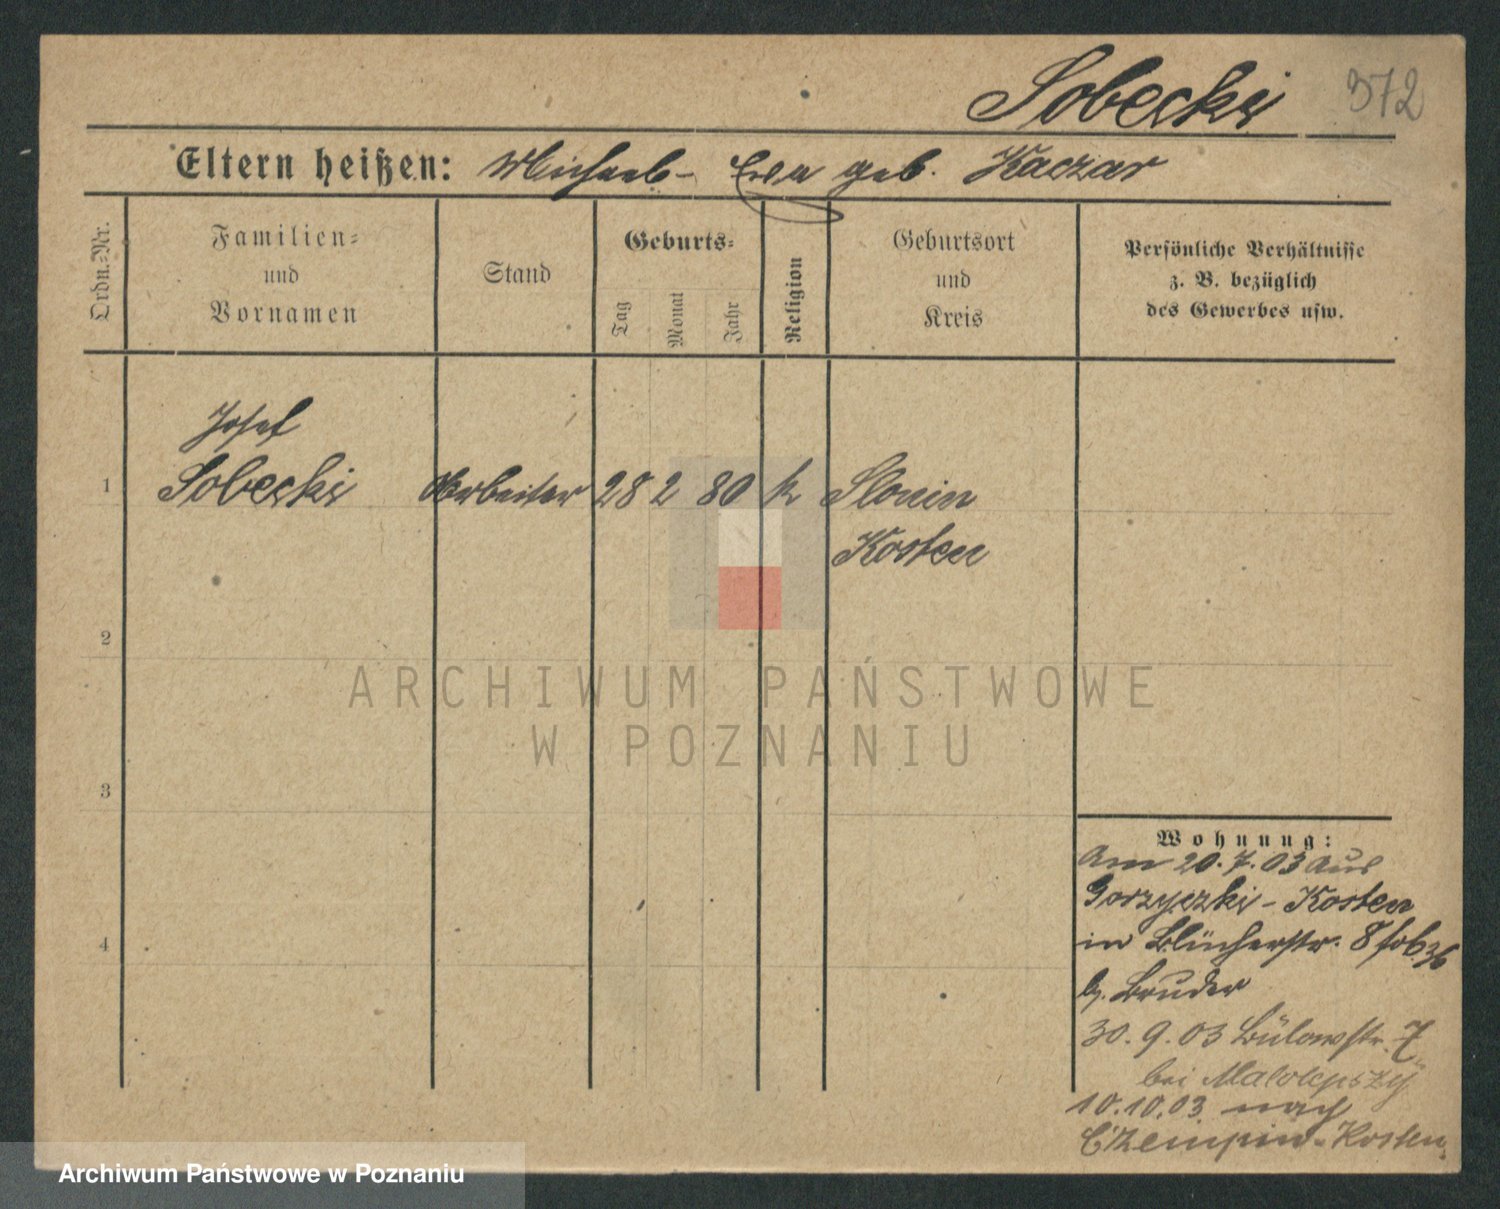 Sobecki 372
Eltern heißen: Michael - Eva geb. Kaczar
Ordn.-Nr.
Familien-
und
Vornamen
Stand
Geburts-
Tag
Monat
Jahr
Religion
Geburtsort
und
Kreis
Persönliche Verhältnisse
z. B. bezüglich
des Gewerbes usw.
Josef
1 Sobecki Arbeiter 28 2 80 k Slonin
Kosten
2
ARCHIWUM PAŃSTWOWE
W POZNANIU
3
4
Wohnung:
Am 20.7.03 aus
Gorzyczki - Kosten
in Blücherstr. 8
b. Bruder
30.9.03 Bülowstr. 7
bei Malolepszy
10.10.03 nach
Czempin - Kosten
Archiwum Państwowe w Poznaniu